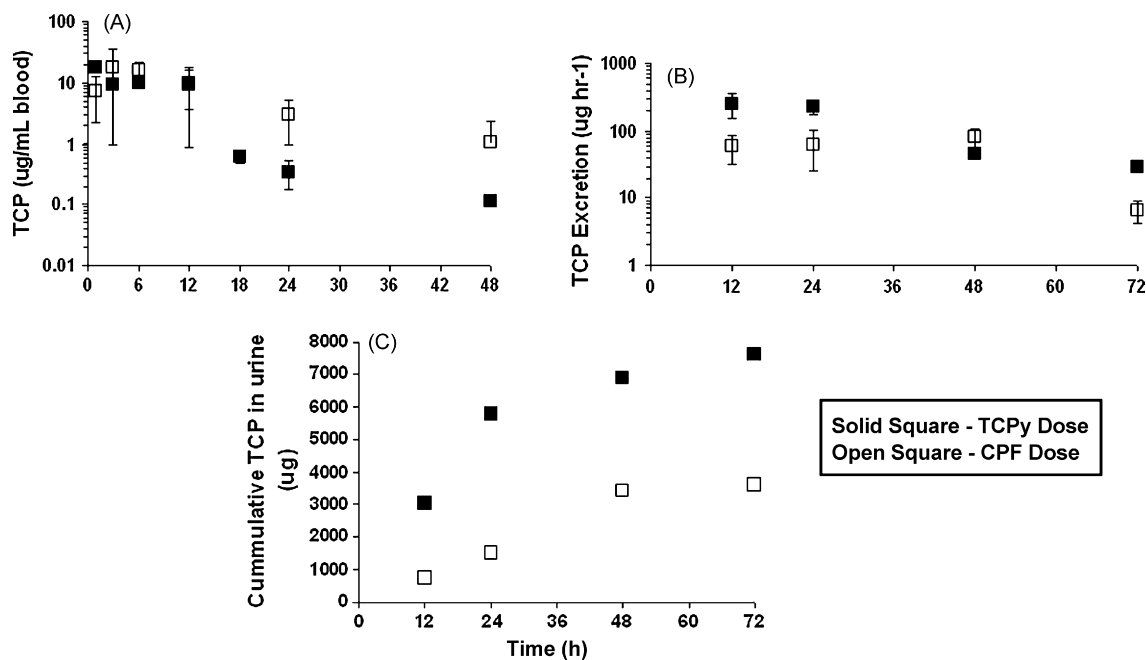 (A)
TCP (ug/mL blood)
100
10
1
0.1
0.01
0 6 12 18 24 30 36 42 48
(B)
TCP Excretion (ug hr-1)
1000
100
10
1
0 12 24 36 48 60 72
(C)
Cummulative TCP in urine
(ug)
8000
7000
6000
5000
4000
3000
2000
1000
0
0 12 24 36 48 60 72
Time (h)
Solid Square - TCPy Dose
Open Square - CPF Dose